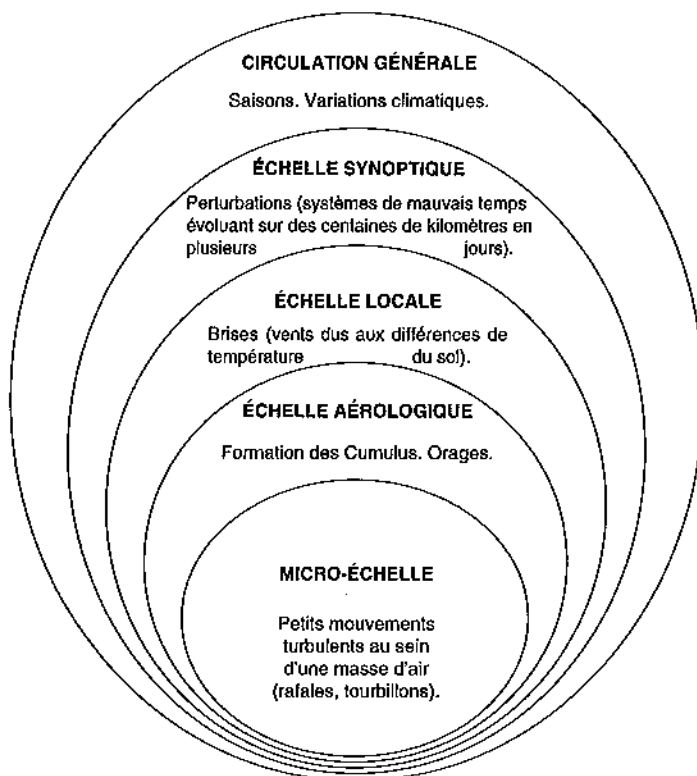 CIRCULATION GÉNÉRALE
Saisons. Variations climatiques.
ÉCHELLE SYNOPTIQUE
Perturbations (systèmes de mauvais temps
évoluant sur des centaines de kilomètres en
plusieurs jours).
ÉCHELLE LOCALE
Brises (vents dus aux différences de
température du sol).
ÉCHELLE AÉROLOGIQUE
Formation des Cumulus. Orages.
MICRO-ÉCHELLE
Petits mouvements
turbulents au sein
d'une masse d'air
(rafales, tourbillons).